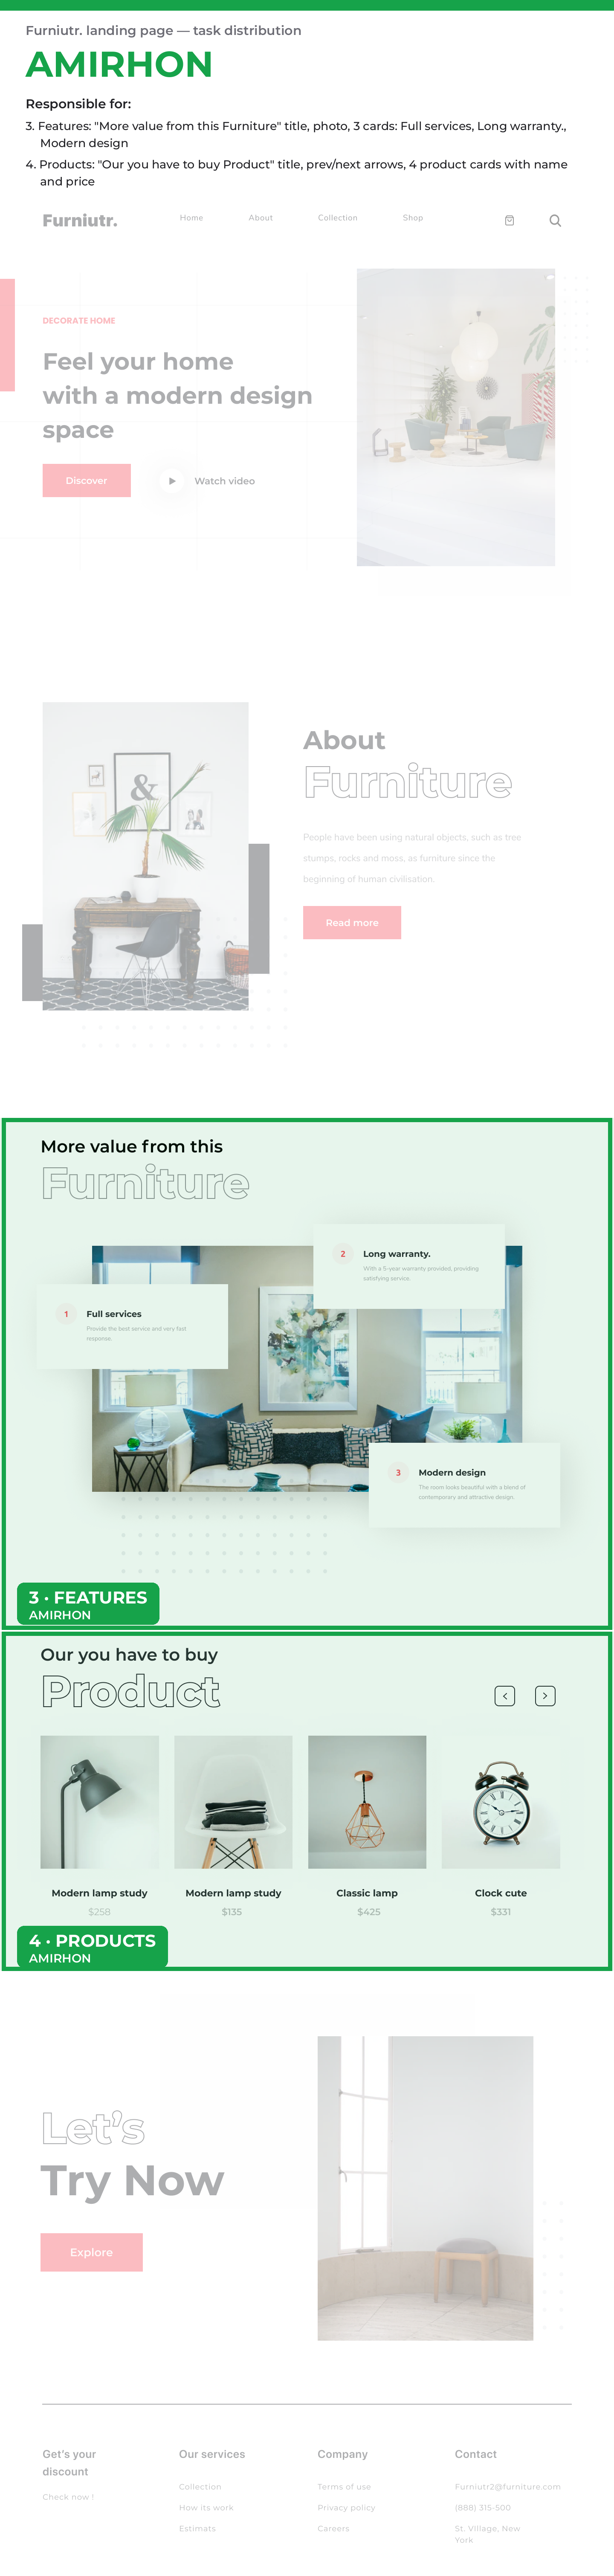 Furniutr. landing page — task distribution
AMIRHON
Responsible for:
3. Features: "More value from this Furniture" title, photo, 3 cards: Full services, Long warranty.,
Modern design
4. Products: "Our you have to buy Product" title, prev/next arrows, 4 product cards with name
and price
Furniutr.
Home
About
Collection
Shop
DECORATE HOME
Feel your home
with a modern design
space
Discover
Watch video
&
About
Furniture
People have been using natural objects, such as tree
stumps, rocks and moss, as furniture since the
beginning of human civilisation.
Read more
More value from this
Furniture
2
Long warranty.
With a 5-year warranty provided, providing
satisfying service.
1
Full services
Provide the best service and very fast
response.
3
Modern design
The room looks beautiful with a blend of
contemporary and attractive design.
3 · FEATURES
AMIRHON
Our you have to buy
Product
Modern lamp study
$258
Modern lamp study
$135
Classic lamp
$425
Clock cute
$331
4 · PRODUCTS
AMIRHON
Let's
Try Now
Explore
Get's your
discount
Check now !
Our services
Collection
How its work
Estimats
Company
Terms of use
Privacy policy
Careers
Contact
Furniutr2@furniture.com
(888) 315-500
St. Village, New
York